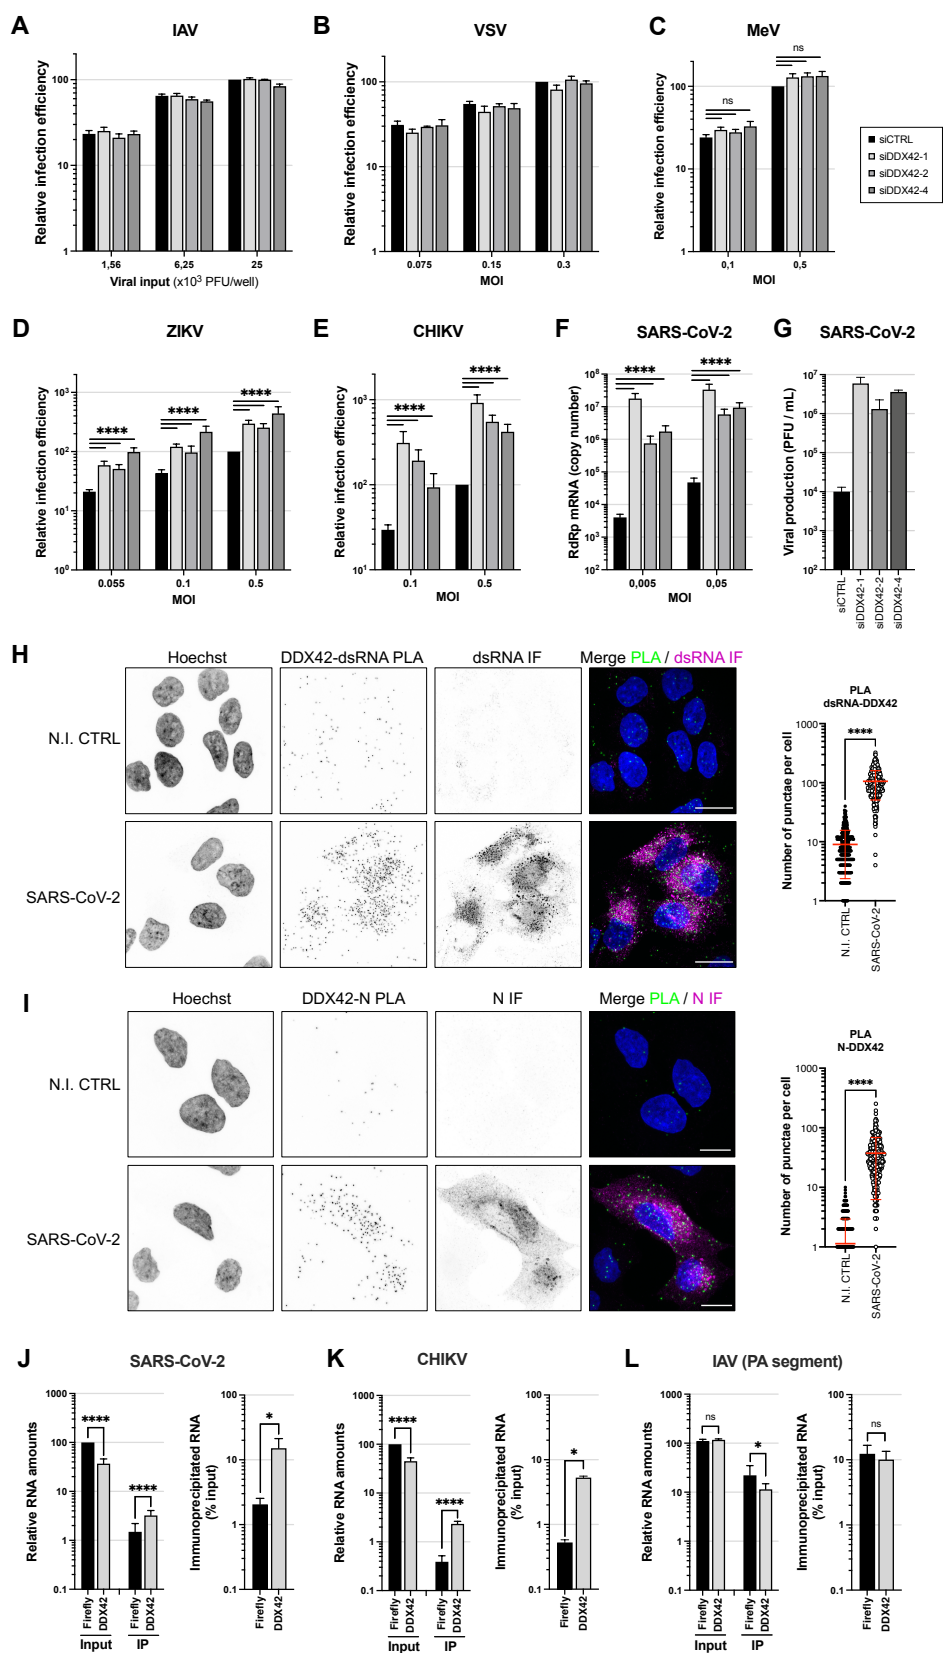 A
IAV
Relative infection efficiency
100
10
1
1,56
6,25
25
Viral input (x10³ PFU/well)
B
VSV
Relative infection efficiency
100
10
1
0.075
0.15
0.3
MOI
C
MeV
ns
ns
Relative infection efficiency
100
10
1
0,1
0,5
MOI
siCTRL
siDDX42-1
siDDX42-2
siDDX42-4
D
ZIKV
Relative infection efficiency
10³
10²
10¹
10⁰
****
****
****
0.055
0.1
0.5
MOI
E
CHIKV
Relative infection efficiency
10³
10²
10¹
****
****
0.1
0.5
MOI
F
SARS-CoV-2
RdRp mRNA (copy number)
10⁸
10⁷
10⁶
10⁵
10⁴
10³
10²
****
****
0,005
0,05
MOI
G
SARS-CoV-2
Viral production (PFU / mL)
10⁷
10⁶
10⁵
10⁴
10³
10²
siCTRL
siDDX42-1
siDDX42-2
siDDX42-4
H
Hoechst
DDX42-dsRNA PLA
dsRNA IF
Merge PLA / dsRNA IF
N.I. CTRL
SARS-CoV-2
PLA
dsRNA-DDX42
Number of punctae per cell
1000
100
10
1
****
N.I. CTRL
SARS-CoV-2
I
Hoechst
DDX42-N PLA
N IF
Merge PLA / N IF
N.I. CTRL
SARS-CoV-2
PLA
N-DDX42
Number of punctae per cell
1000
100
10
1
****
N.I. CTRL
SARS-CoV-2
J
SARS-CoV-2
Relative RNA amounts
1000
100
10
1
0.1
****
****
Firefly
DDX42
Firefly
DDX42
Input
IP
Immunoprecipitated RNA
(% input)
100
10
1
0.1
*
Firefly
DDX42
K
CHIKV
Relative RNA amounts
1000
100
10
1
0.1
****
****
Firefly
DDX42
Firefly
DDX42
Input
IP
Immunoprecipitated RNA
(% input)
100
10
1
0.1
*
Firefly
DDX42
L
IAV (PA segment)
Relative RNA amounts
1000
100
10
1
0.1
ns
*
Firefly
DDX42
Firefly
DDX42
Input
IP
Immunoprecipitated RNA
(% input)
100
10
1
0.1
ns
Firefly
DDX42